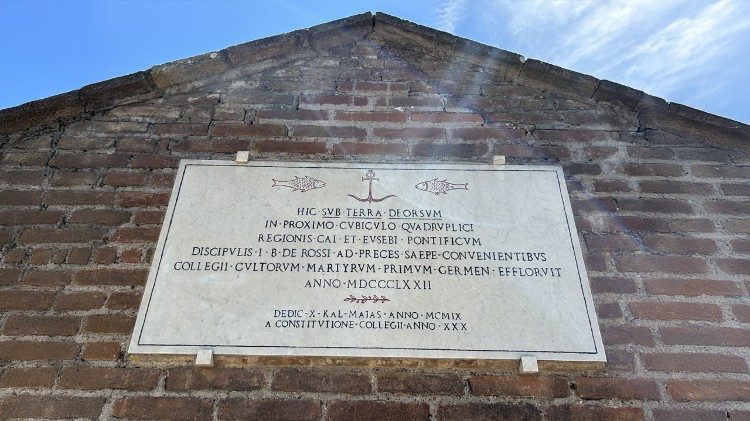 HIC · SVB · TERRA · DEORSVM
IN · PROXIMO · CVBICVLO · QVADRVPLICI
REGIONIS · CAI · ET · EVSEBI · PONTIFICVM
DISCIPVLIS · I · B · DE ROSSI · AD · PRECES · SAEPE · CONVENIENTIBVS
COLLEGII · CVLTORVM · MARTYRVM · PRIMVM · GERMEN · EFFLORVIT
ANNO · MDCCCLXXII
DEDIC · X · KAL · MAIAS · ANNO · MCMIX
A CONSTITVTIONE · COLLEGII · ANNO · XXX